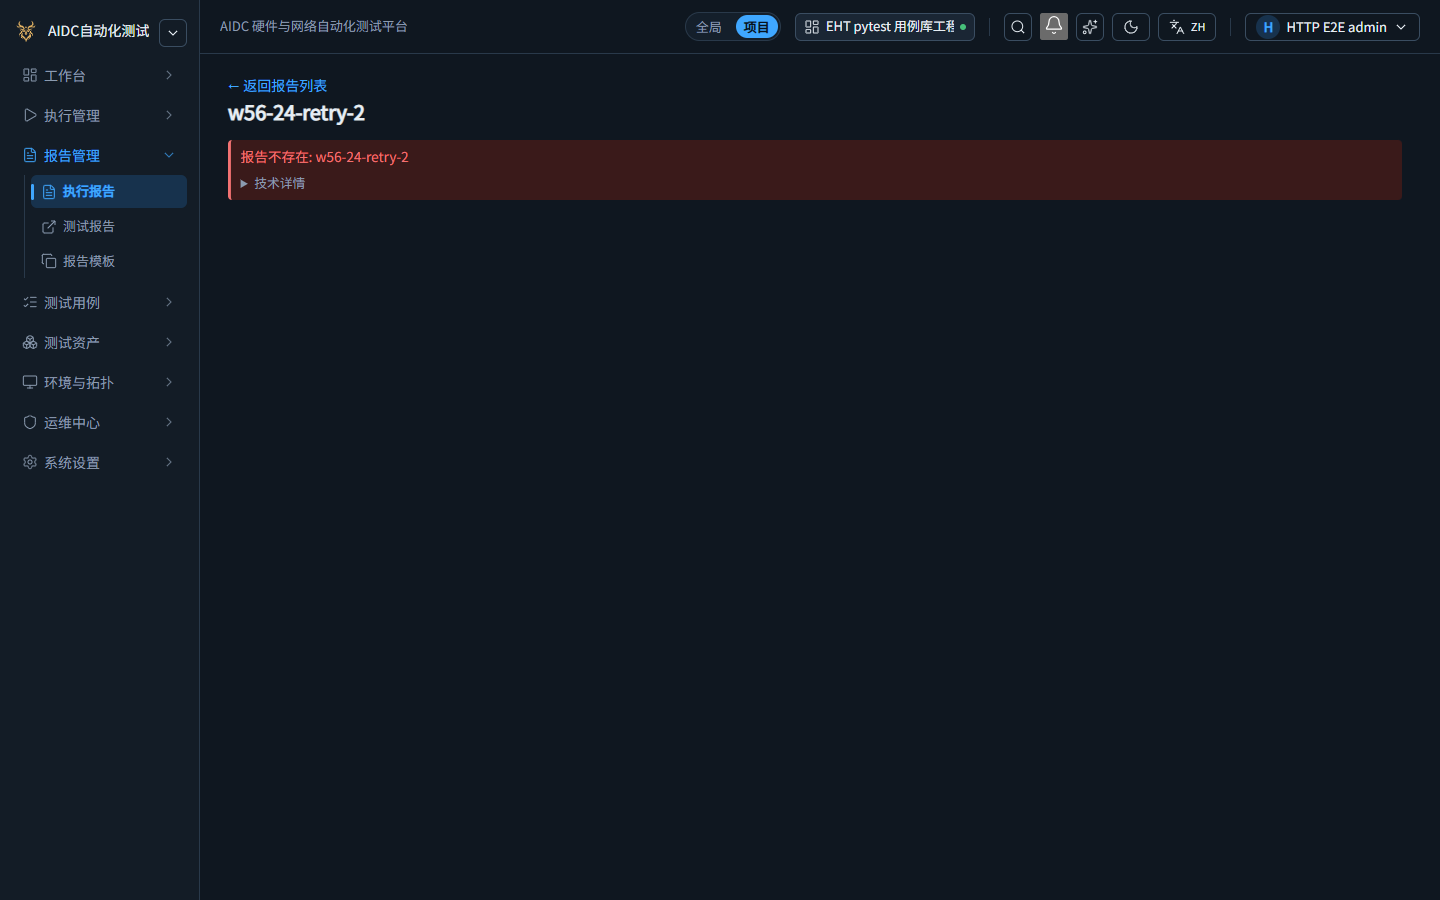 AIDC自动化测试
AIDC 硬件与网络自动化测试平台
全局
项目
EHT pytest 用例库工程
ZH
H
HTTP E2E admin
工作台
执行管理
报告管理
执行报告
测试报告
报告模板
测试用例
测试资产
环境与拓扑
运维中心
系统设置
← 返回报告列表
w56-24-retry-2
报告不存在: w56-24-retry-2
技术详情